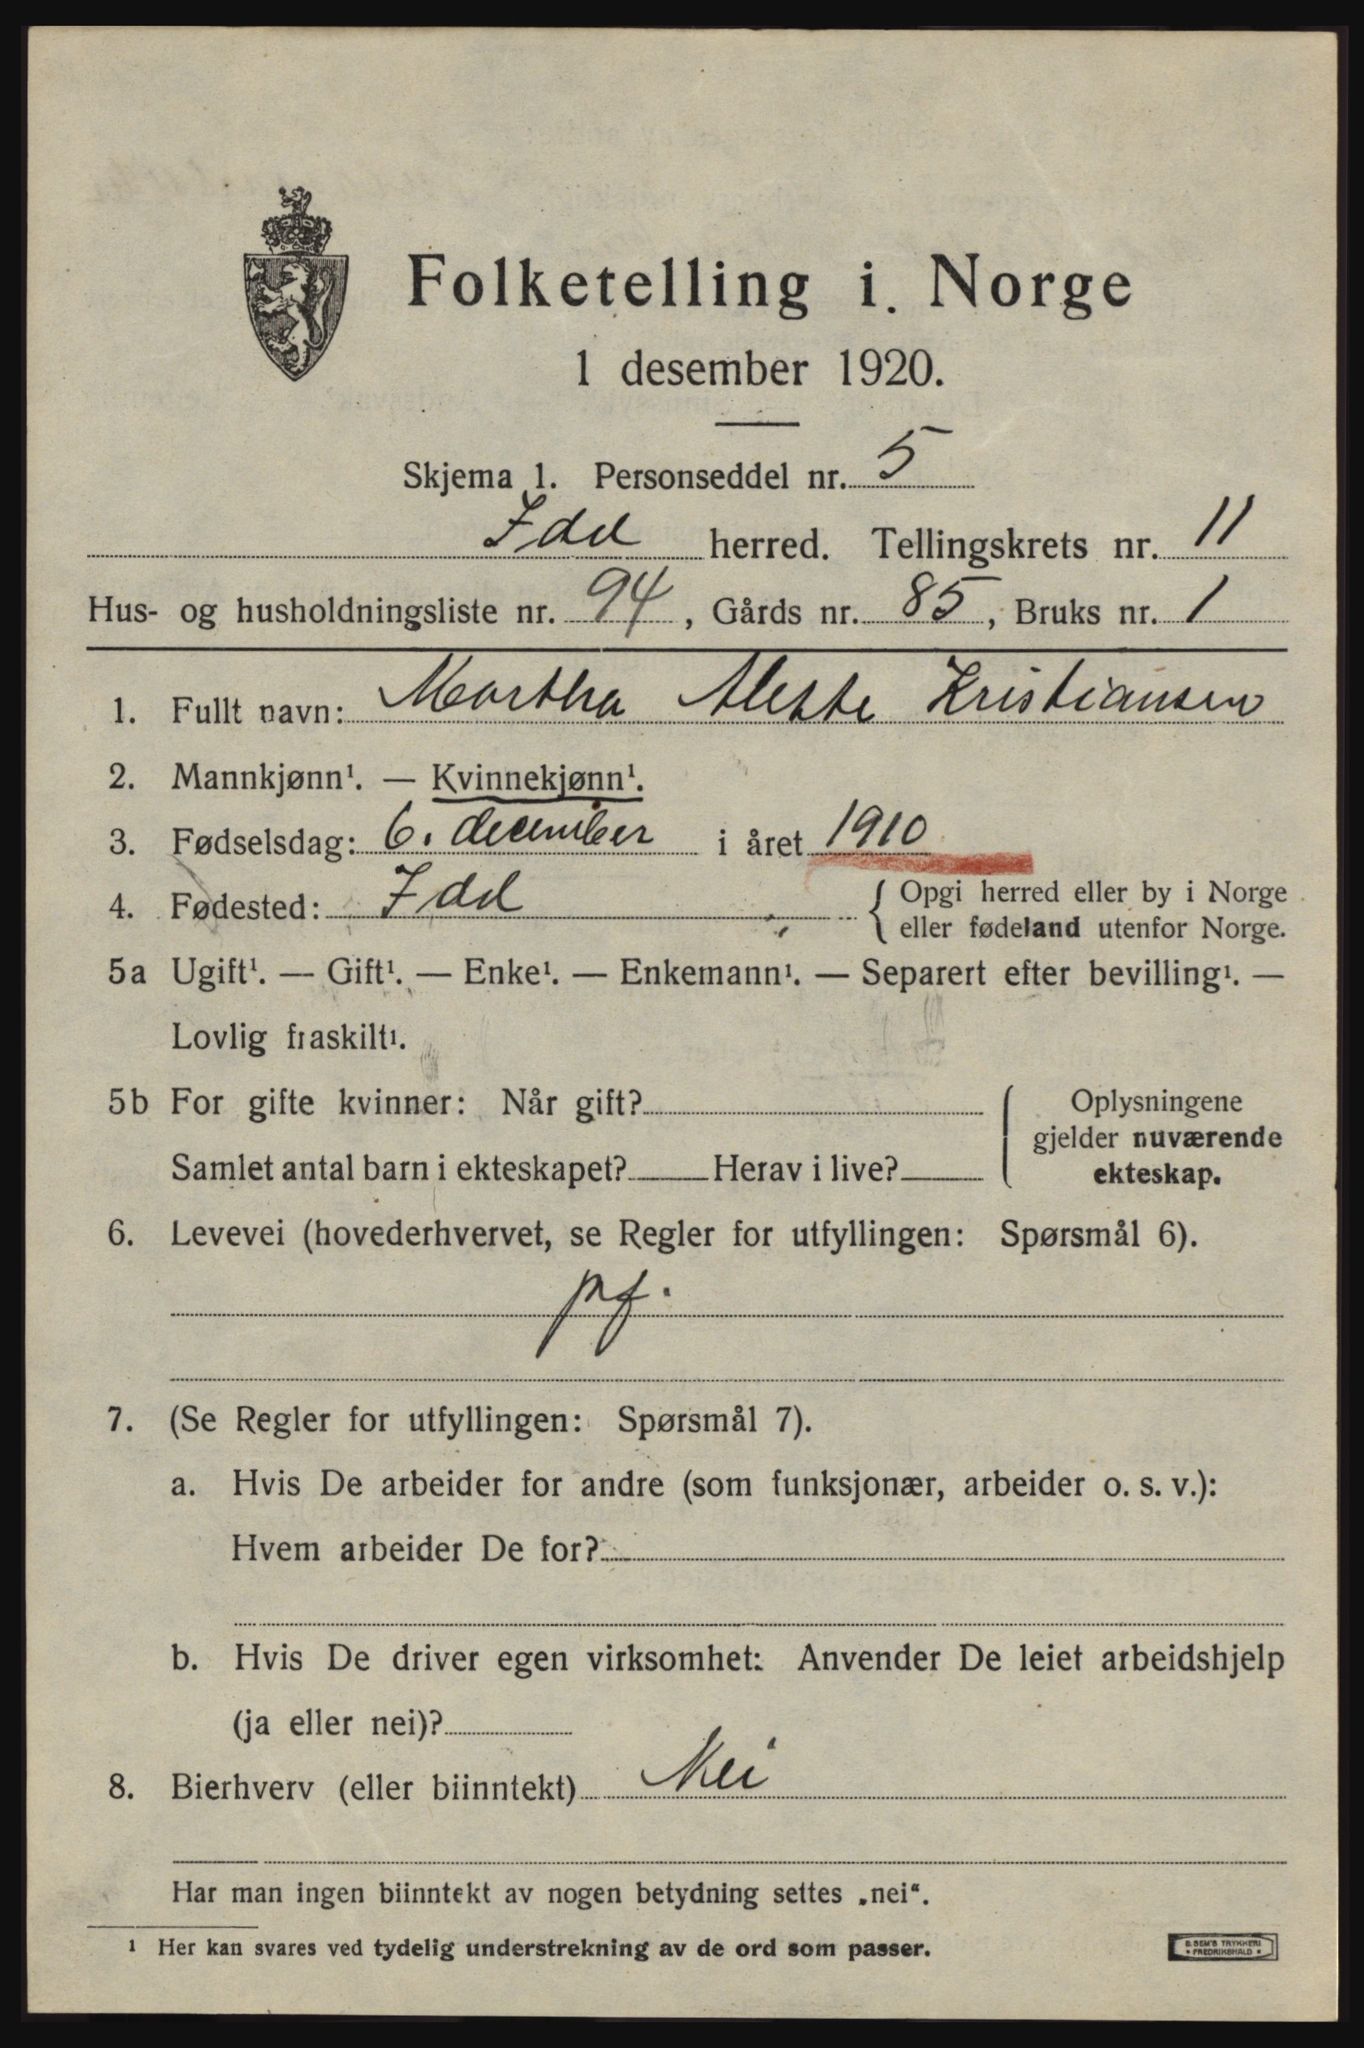 Folketelling i Norge
1 desember 1920.
Skjema 1. Personseddel nr. 5
Idd herred. Tellingskrets nr. 11
Hus- og husholdningsliste nr. 94, Gårds nr. 85, Bruks nr. 1
1. Fullt navn: Martha Alette Kristiansen
2. Mannkjønn¹. — Kvinnekjønn¹.
3. Fødselsdag: 6. december i året 1910
4. Fødested: Idd { Opgi herred eller by i Norge
eller fødeland utenfor Norge.
5a Ugift¹. — Gift¹. — Enke¹. — Enkemann¹. — Separert efter bevilling¹. —
Lovlig fraskilt¹.
5b For gifte kvinner: Når gift?
Samlet antal barn i ekteskapet? Herav i live?
Oplysningene
gjelder nuværende
ekteskap.
6. Levevei (hovederhvervet, se Regler for utfyllingen: Spørsmål 6).
pf.
7. (Se Regler for utfyllingen: Spørsmål 7).
a. Hvis De arbeider for andre (som funksjonær, arbeider o. s. v.):
Hvem arbeider De for?
b. Hvis De driver egen virksomhet: Anvender De leiet arbeidshjelp
(ja eller nei)?
8. Bierhverv (eller biinntekt) Nei
Har man ingen biinntekt av nogen betydning settes „nei“.
¹ Her kan svares ved tydelig understrekning av de ord som passer.
E. SEM'S TRYKKERI
• FREDRIKSHALD •